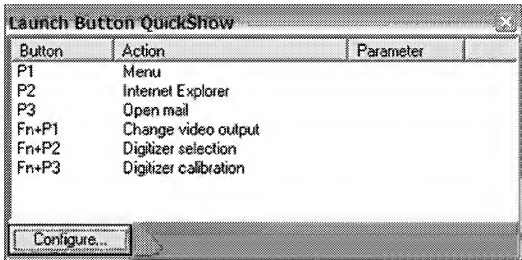 Launch Button QuickShow
Button Action Parameter
P1 Menu
P2 Internet Explorer
P3 Open mail
Fn+P1 Change video output
Fn+P2 Digitizer selection
Fn+P3 Digitizer calibration
Configure...